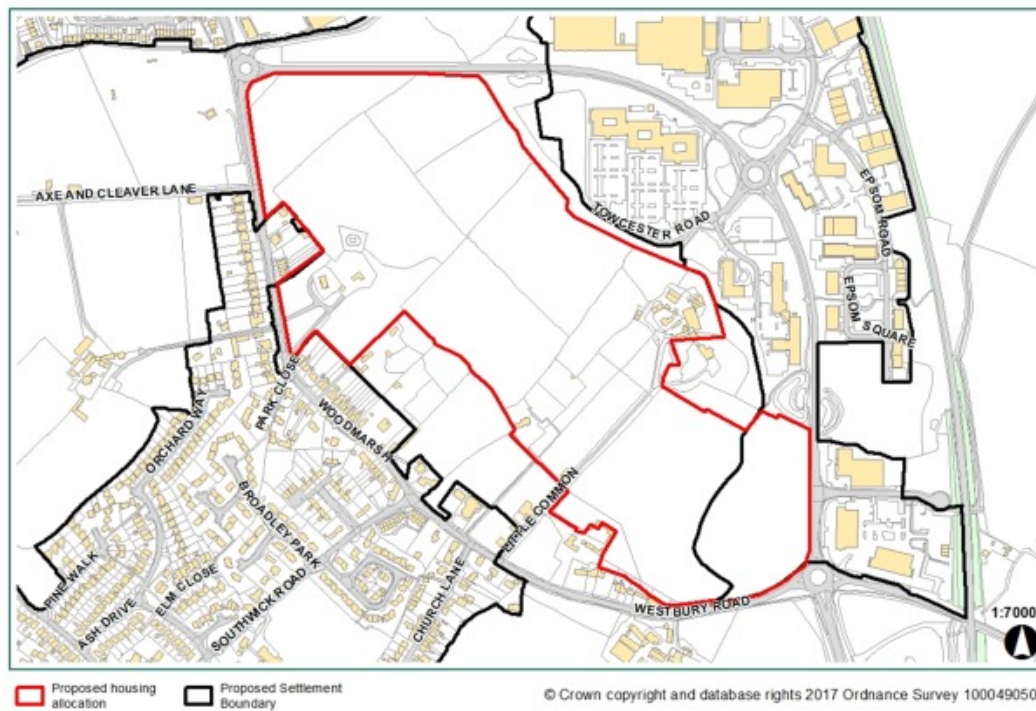 AXE AND CLEAVER LANE
TOWCESTER ROAD
EPSOM ROAD
EPSOM SQUARE
ORCHARD WAY
PARK CLOSE
WOODMARSH
BROADLEY PARK
LITTLE COMMON
PINE WALK
ASH DRIVE
ELM CLOSE
SOUTHWICK ROAD
CHURCH LANE
WESTBURY ROAD
1:7000
Proposed housing
allocation
Proposed Settlement
Boundary
© Crown copyright and database rights 2017 Ordnance Survey 100049050